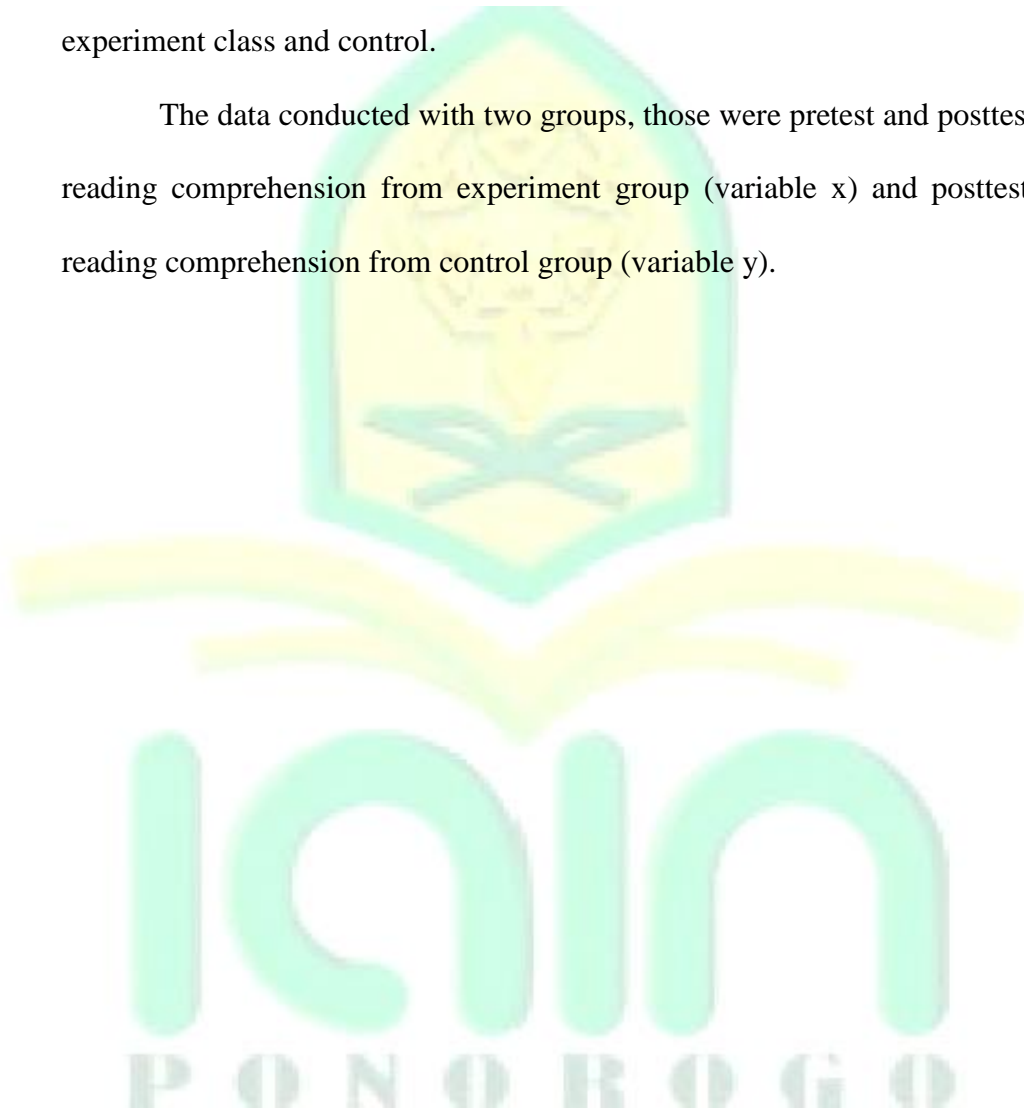 experiment class and control.
The data conducted with two groups, those were pretest and posttest
reading comprehension from experiment group (variable x) and posttest
reading comprehension from control group (variable y).
iain
PONOROGO